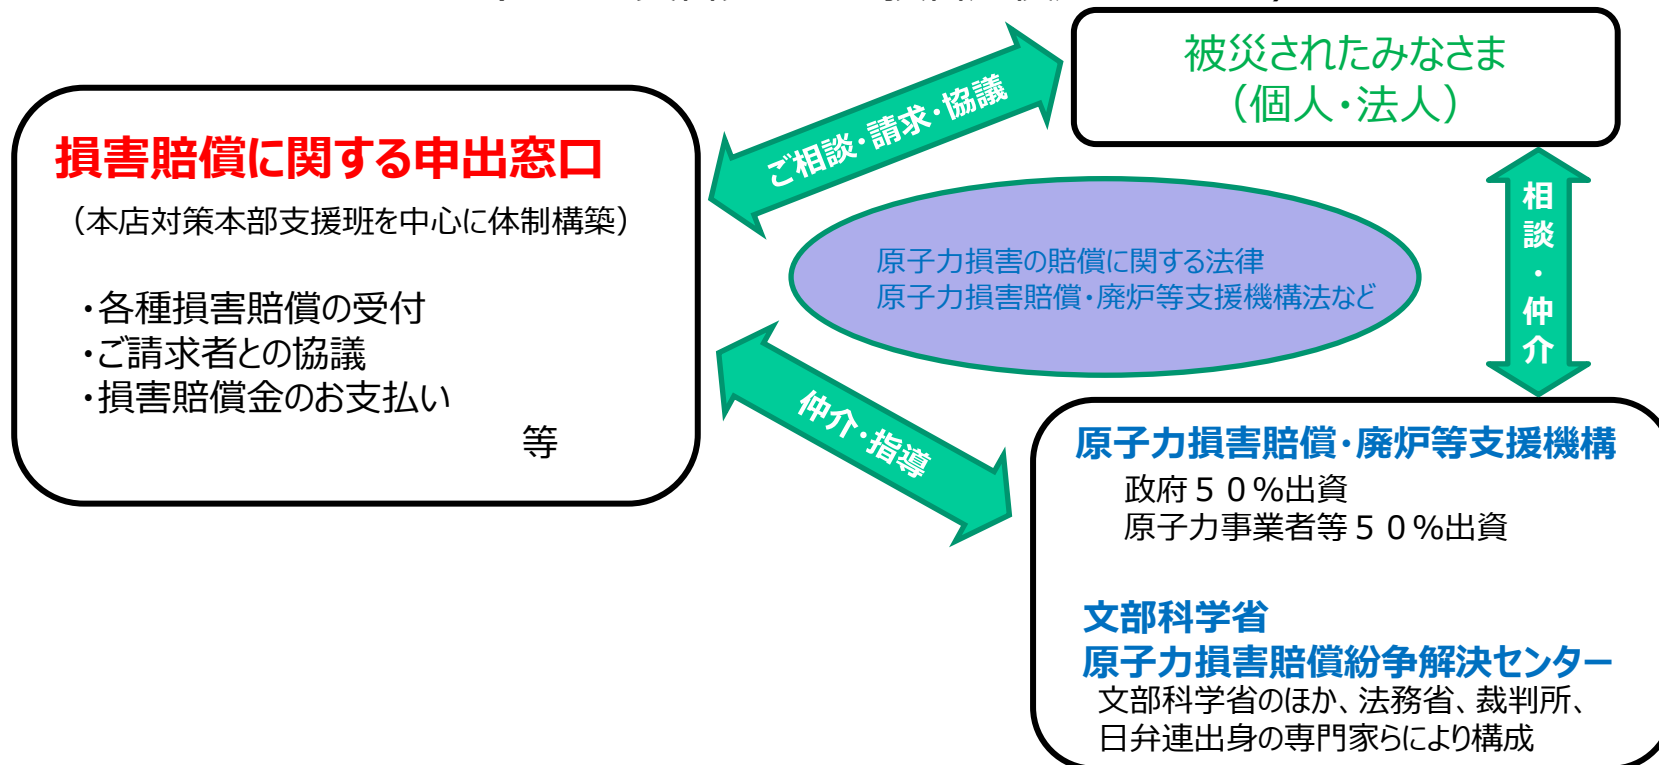 被災されたみなさま
（個人・法人）
ご相談・請求・協議
損害賠償に関する申出窓口
（本店対策本部支援班を中心に体制構築）
・各種損害賠償の受付
・ご請求者との協議
・損害賠償金のお支払い
等
原子力損害の賠償に関する法律
原子力損害賠償・廃炉等支援機構法など
相談・仲介
仲介・指導
原子力損害賠償・廃炉等支援機構
政府５０％出資
原子力事業者等５０％出資
文部科学省
原子力損害賠償紛争解決センター
文部科学省のほか、法務省、裁判所、
日弁連出身の専門家らにより構成